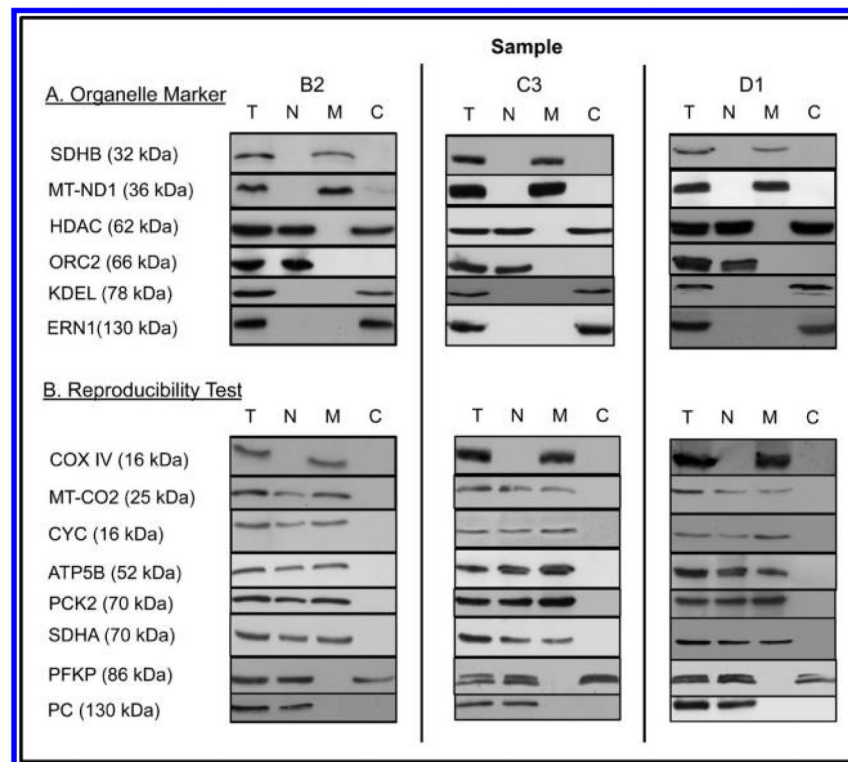 Sample
B2 C3 D1
A. Organelle Marker
T N M C T N M C T N M C
SDHB (32 kDa)
MT-ND1 (36 kDa)
HDAC (62 kDa)
ORC2 (66 kDa)
KDEL (78 kDa)
ERN1(130 kDa)
B. Reproducibility Test
T N M C T N M C T N M C
COX IV (16 kDa)
MT-CO2 (25 kDa)
CYC (16 kDa)
ATP5B (52 kDa)
PCK2 (70 kDa)
SDHA (70 kDa)
PFKP (86 kDa)
PC (130 kDa)